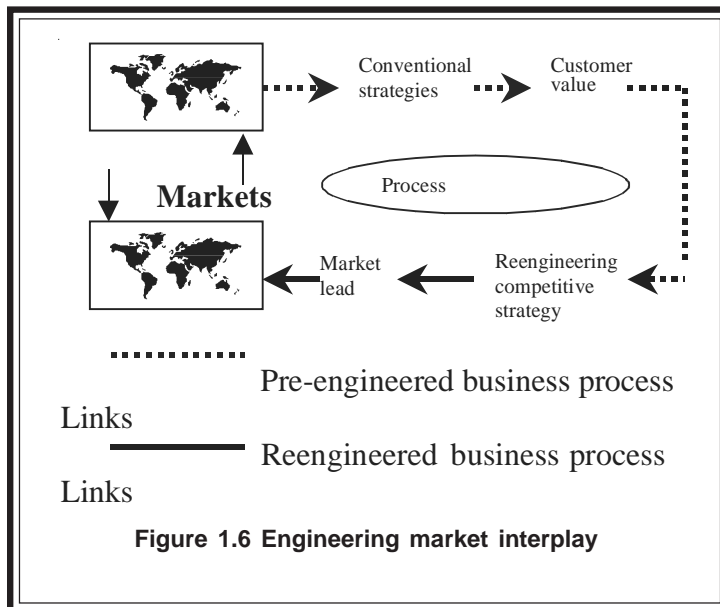 Conventional
strategies
Customer
value
Markets
Process
Market
lead
Reengineering
competitive
strategy
Pre-engineered business process
Links
Reengineered business process
Links
Figure 1.6 Engineering market interplay